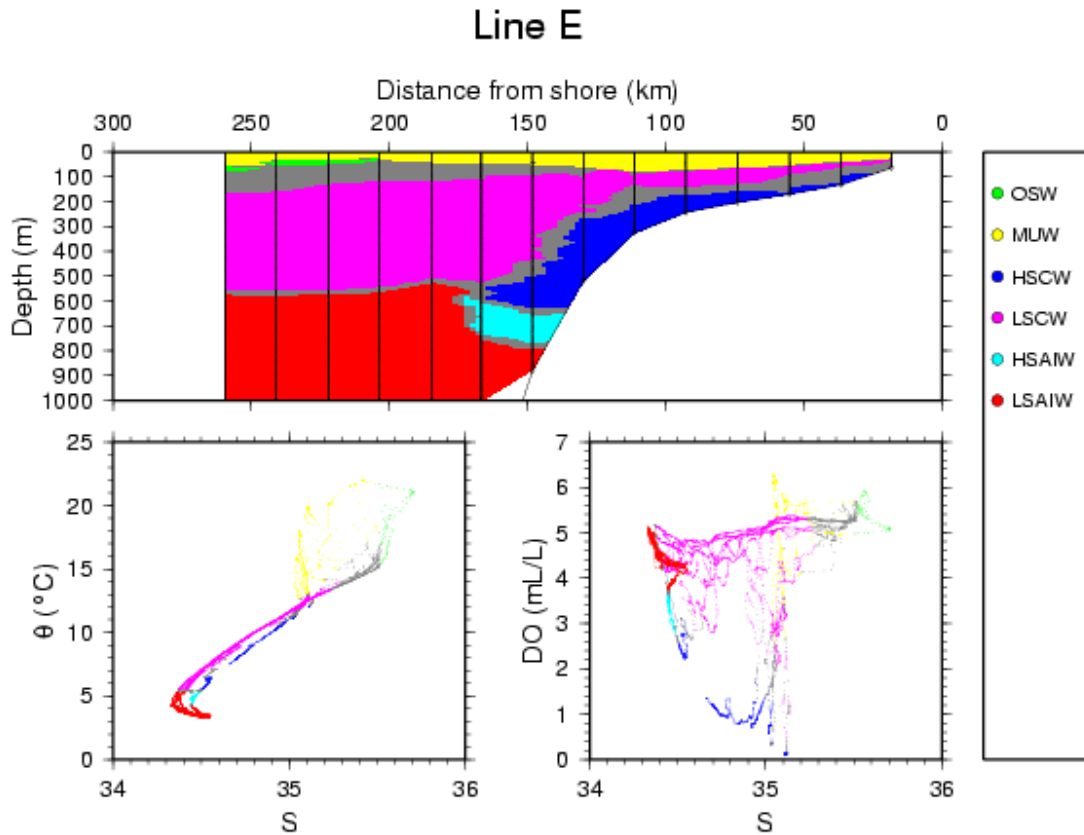 Line E
Distance from shore (km)
300 250 200 150 100 50 0
Depth (m)
0
100
200
300
400
500
600
700
800
900
1000
OSW
MUW
HSCW
LSCW
HSAIW
LSAIW
θ (°C)
25
20
15
10
5
0
34 35 36
S
DO (mL/L)
7
6
5
4
3
2
1
0
34 35 36
S